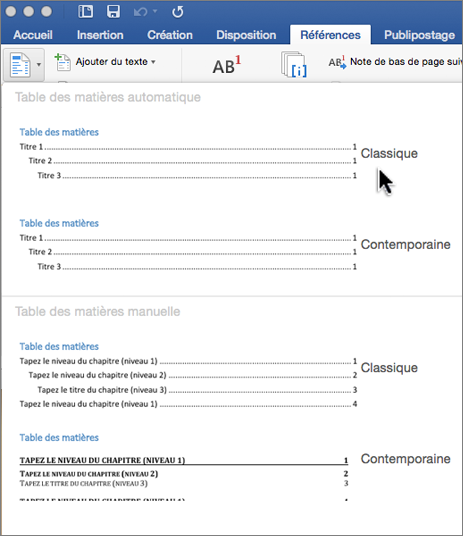 Accueil Insertion Création Disposition Références Publipostage
Ajouter du texte AB1 [i] AB1 Note de bas de page
Table des matières automatique
Table des matières
Titre 1 1
Titre 2 1
Titre 3 1
Classique
Table des matières
Titre 1 1
Titre 2 1
Titre 3 1
Contemporaine
Table des matières manuelle
Table des matières
Tapez le niveau du chapitre (niveau 1) 1
Tapez le niveau du chapitre (niveau 2) 2
Tapez le titre du chapitre (niveau 3) 3
Tapez le niveau du chapitre (niveau 1) 4
Classique
Table des matières
TAPEZ LE NIVEAU DU CHAPITRE (NIVEAU 1) 1
TAPEZ LE NIVEAU DU CHAPITRE (NIVEAU 2) 2
TAPEZ LE TITRE DU CHAPITRE (NIVEAU 3) 3
Contemporaine